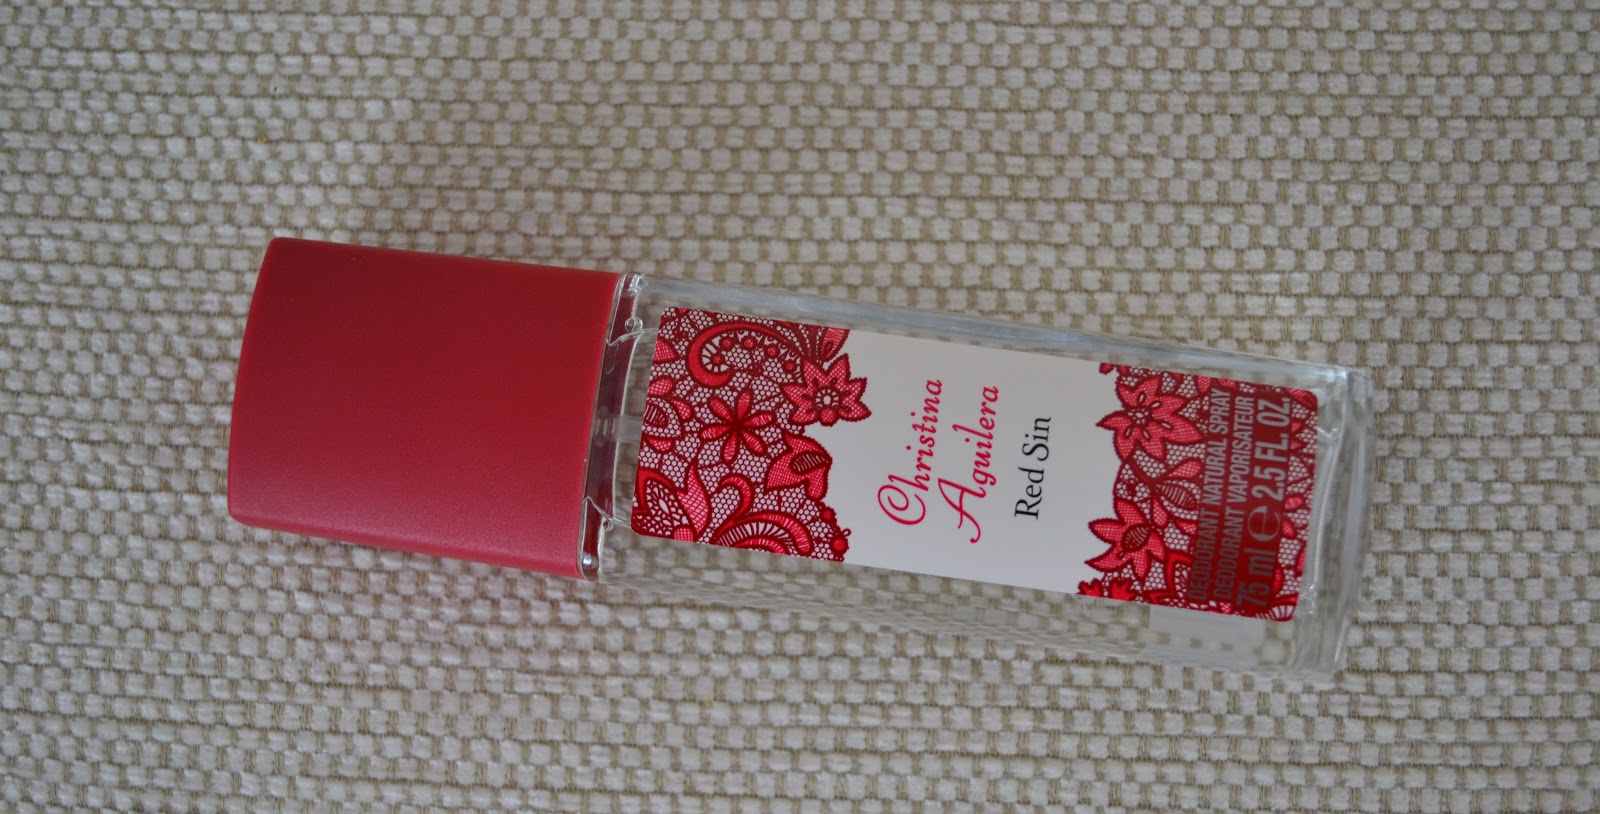 Christina
Aguilera
Red Sin
DEODORANT NATURAL SPRAY
DEODORANT VAPORISATEUR
75 ml e 2.5 FL. OZ.